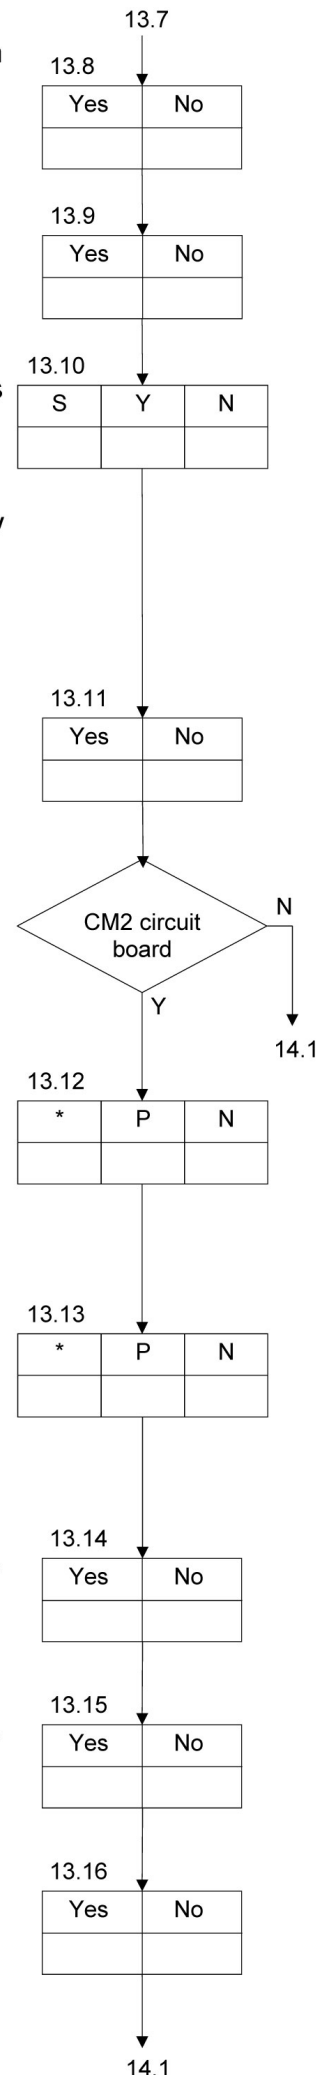 13.7
13.8
Yes No
13.9
Yes No
13.10
S Y N
13.11
Yes No
CM2 circuit
board
N
Y
14.1
13.12
* P N
13.13
* P N
13.14
Yes No
13.15
Yes No
13.16
Yes No
14.1